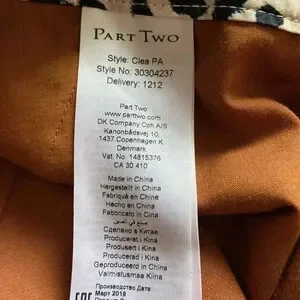 PART TWO
Style: Clea PA
Style No: 30304237
Delivery: 1212
Part Two
www.parttwo.com
DK Company Cph A/S
Kanonbådsvej 10,
1437 Copenhagen K
Denmark
Vat. No. 14815376
CA 30 410
Made in China
Hergestellt in China
Fabriqué en Chine
Hecho en China
Fabbricato in Cina
صنع في الصين
Сделано в Китае
Produsert i Kina
Produceret i Kina
Producerad i Kina
Geproduceerd in China
Valmistusmaa Kiina
Производство Дата:
Март 2019